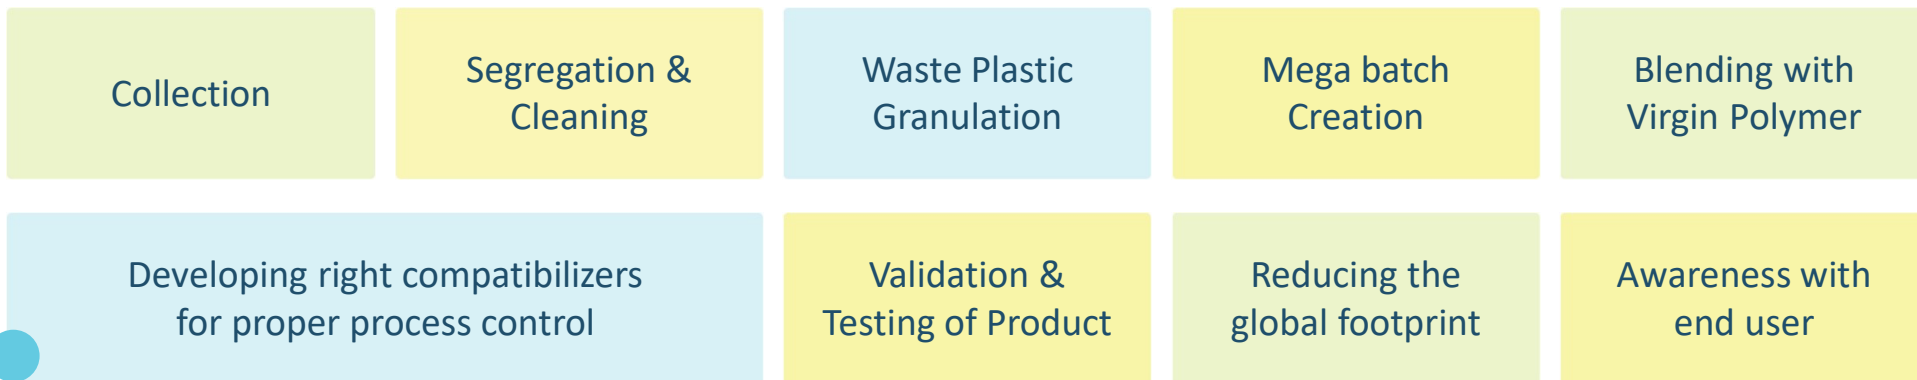 Collection
Segregation &
Cleaning
Waste Plastic
Granulation
Mega batch
Creation
Blending with
Virgin Polymer
Developing right compatibilizers
for proper process control
Validation &
Testing of Product
Reducing the
global footprint
Awareness with
end user